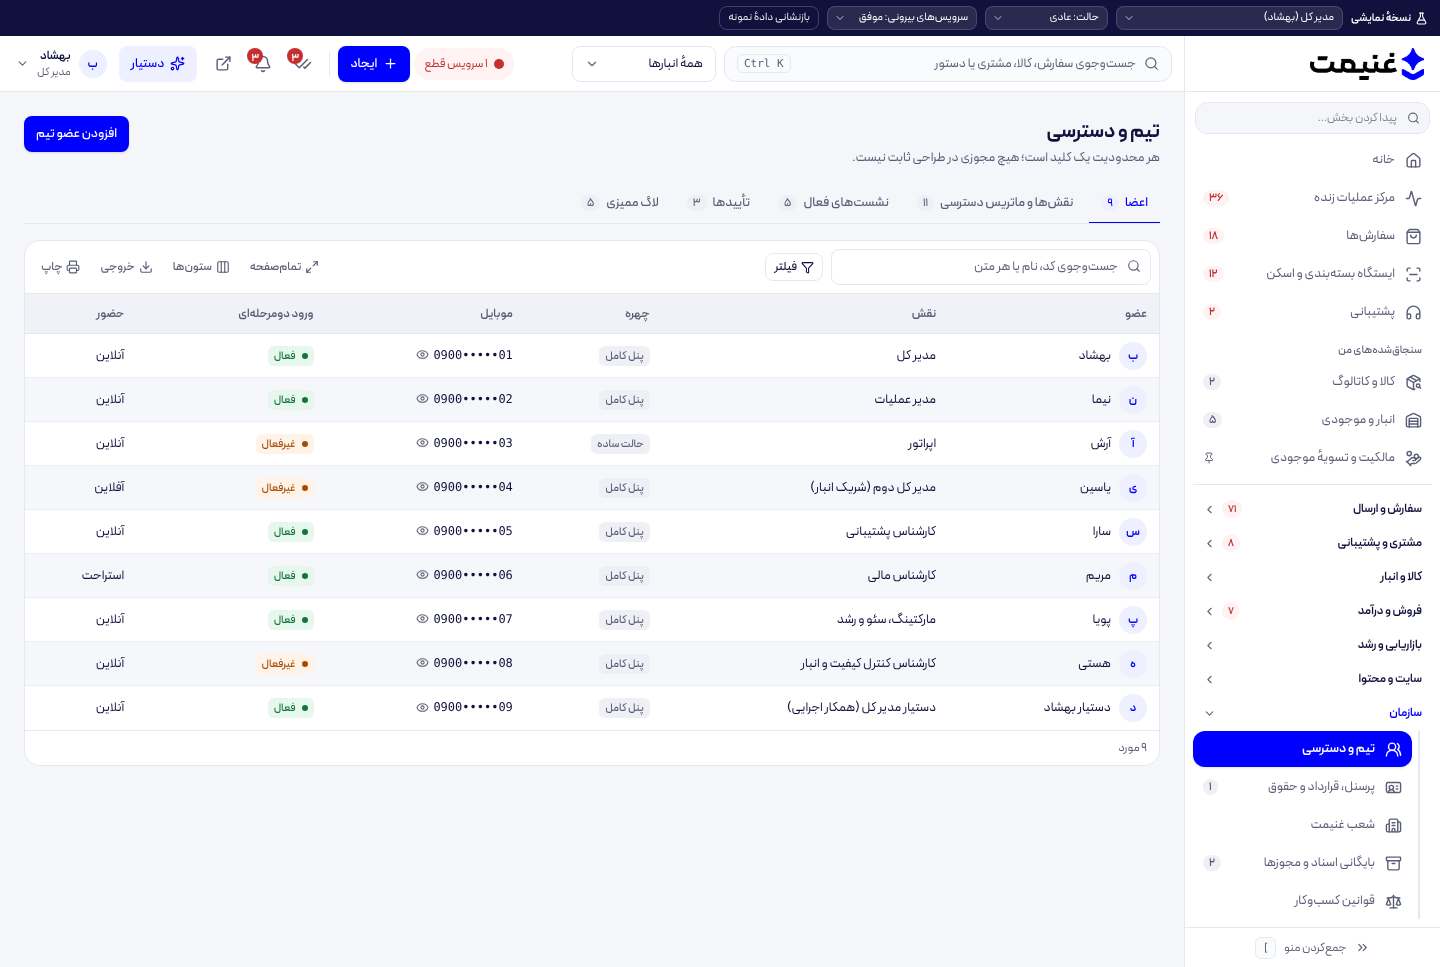 نسخهٔ نمایشی
مدیر کل (بهشاد)
حالت: عادی
سرویس‌های بیرونی: موفق
بازنشانی دادهٔ نمونه
غنیمت
جست‌وجوی سفارش، کالا، مشتری یا دستور
Ctrl K
همهٔ انبارها
۱ سرویس قطع
ایجاد
۳
۳
دستیار
ب
بهشاد
مدیر کل
پیدا کردن بخش...
خانه
مرکز عملیات زنده ۳۶
سفارش‌ها ۱۸
ایستگاه بسته‌بندی و اسکن ۱۲
پشتیبانی ۲
سنجاق‌شده‌های من
کالا و کاتالوگ ۲
انبار و موجودی ۵
مالکیت و تسویهٔ موجودی
سفارش و ارسال ۷۱
مشتری و پشتیبانی ۸
کالا و انبار
فروش و درآمد ۷
بازاریابی و رشد
سایت و محتوا
سازمان
تیم و دسترسی
پرسنل، قرارداد و حقوق ۱
شعب غنیمت
بایگانی اسناد و مجوزها ۲
قوانین کسب‌وکار
جمع‌کردن منو [
تیم و دسترسی
هر محدودیت یک کلید است؛ هیچ مجوزی در طراحی ثابت نیست.
افزودن عضو تیم
اعضا ۹
نقش‌ها و ماتریس دسترسی ۱۱
نشست‌های فعال ۵
تأییدها ۳
لاگ ممیزی ۵
جست‌وجوی کد، نام یا هر متن
فیلتر
تمام‌صفحه
ستون‌ها
خروجی
چاپ
عضو نقش چهره موبایل ورود دومرحله‌ای حضور
ب بهشاد مدیر کل پنل کامل 0900•••••01 فعال آنلاین
ن نیما مدیر عملیات پنل کامل 0900•••••02 فعال آنلاین
آ آرش اپراتور حالت ساده 0900•••••03 غیرفعال آنلاین
ی یاسین مدیر کل دوم (شریک انبار) پنل کامل 0900•••••04 غیرفعال آفلاین
س سارا کارشناس پشتیبانی پنل کامل 0900•••••05 فعال آنلاین
م مریم کارشناس مالی پنل کامل 0900•••••06 فعال استراحت
پ پویا مارکتینگ، سئو و رشد پنل کامل 0900•••••07 فعال آنلاین
ه هستی کارشناس کنترل کیفیت و انبار پنل کامل 0900•••••08 غیرفعال آنلاین
د دستیار بهشاد دستیار مدیر کل (همکار اجرایی) پنل کامل 0900•••••09 فعال آنلاین
۹ مورد